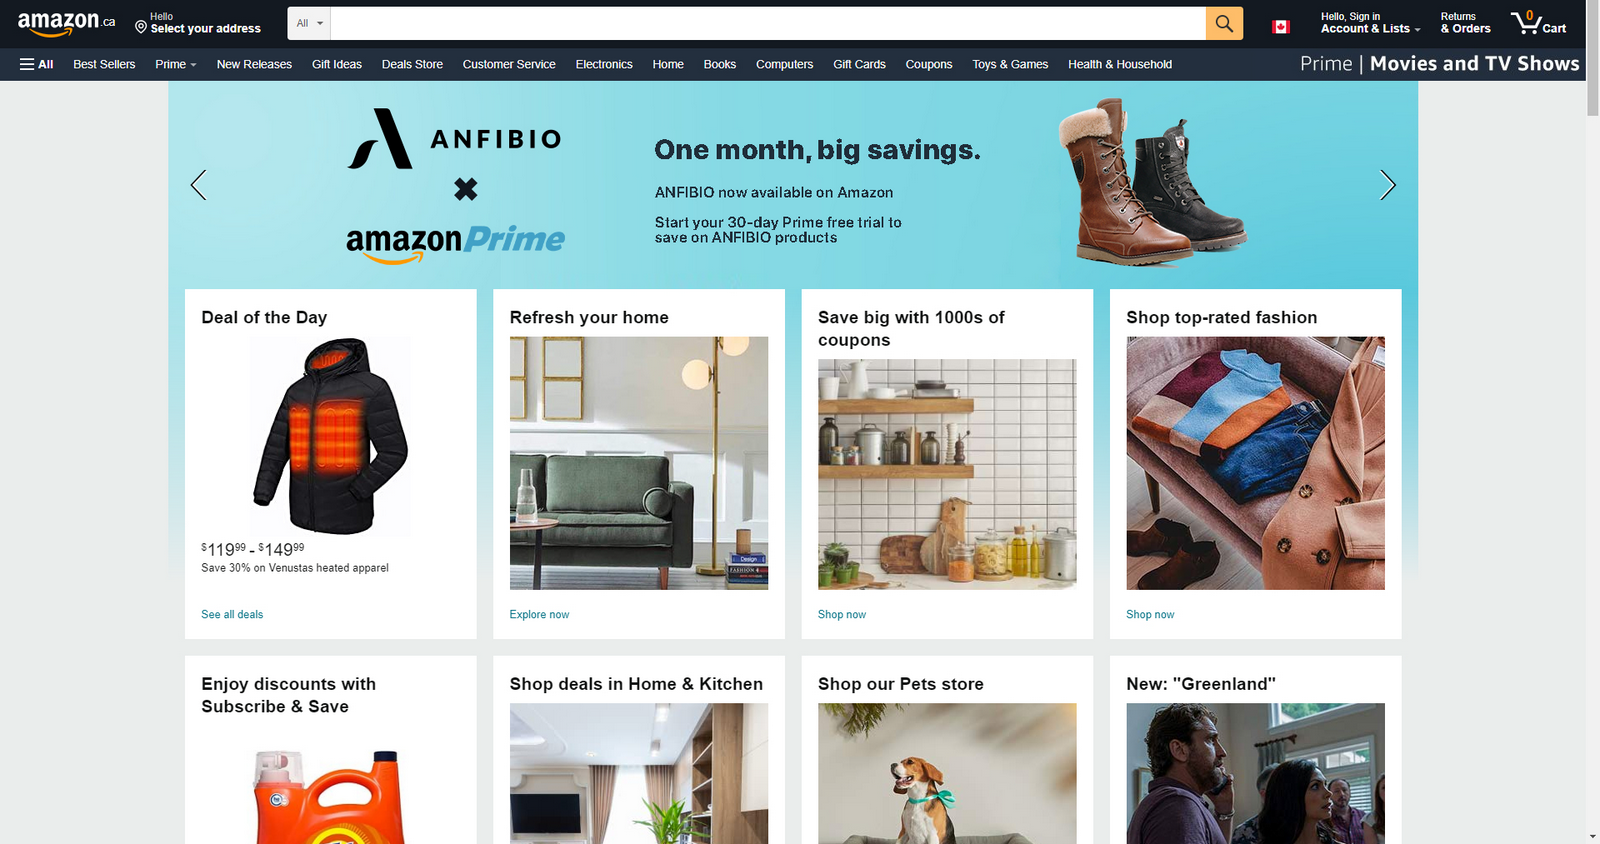 amazon.ca
Hello
Select your address
All
Hello, Sign in
Account & Lists
Returns
& Orders
0
Cart
All
Best Sellers
Prime
New Releases
Gift Ideas
Deals Store
Customer Service
Electronics
Home
Books
Computers
Gift Cards
Coupons
Toys & Games
Health & Household
Prime | Movies and TV Shows
ANFIBIO
amazonPrime
One month, big savings.
ANFIBIO now available on Amazon
Start your 30-day Prime free trial to
save on ANFIBIO products
Deal of the Day
$119.99 - $149.99
Save 30% on Venustas heated apparel
See all deals
Refresh your home
Design
FASHION
Explore now
Save big with 1000s of
coupons
Shop now
Shop top-rated fashion
Shop now
Enjoy discounts with
Subscribe & Save
Shop deals in Home & Kitchen
Shop our Pets store
New: "Greenland"